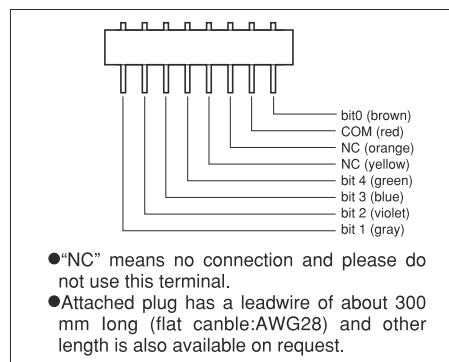 bit0 (brown)
COM (red)
NC (orange)
NC (yellow)
bit 4 (green)
bit 3 (blue)
bit 2 (violet)
bit 1 (gray)
●“NC” means no connection and please do
not use this terminal.
●Attached plug has a leadwire of about 300
mm long (flat canble:AWG28) and other
length is also available on request.